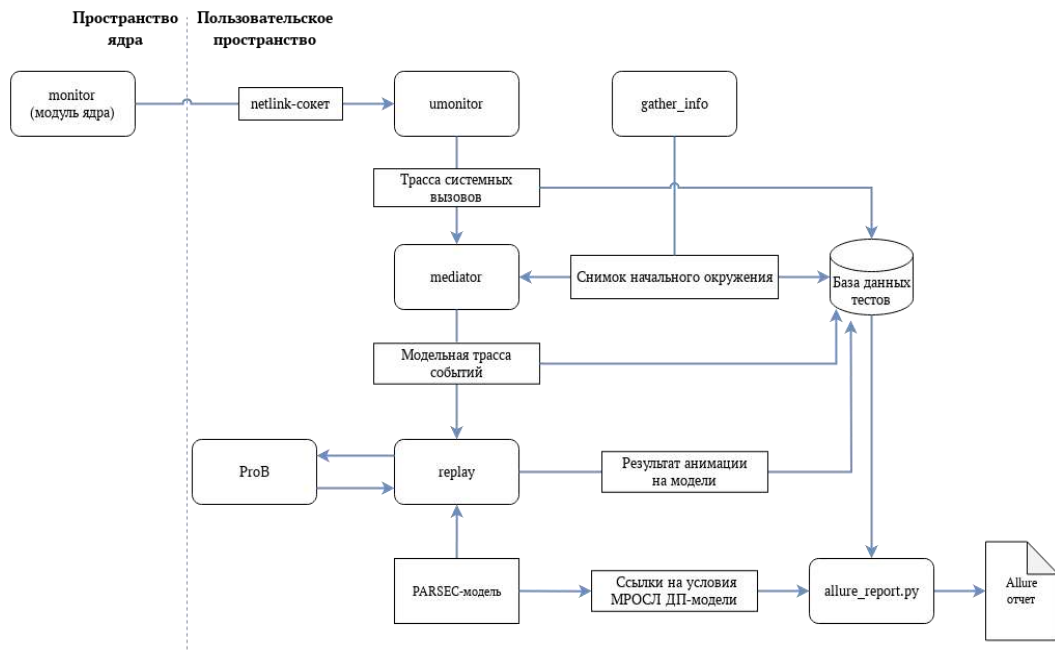 Пространство
ядра
Пользовательское
пространство
monitor
(модуль ядра)
netlink-сокет
umonitor
gather_info
Трасса системных
вызовов
mediator
Снимок начального окружения
База данных
тестов
Модельная трасса
событий
ProB
replay
Результат анимации
на модели
PARSEC-модель
Ссылки на условия
МРОСЛ ДП-модели
allure_report.py
Allure
отчет